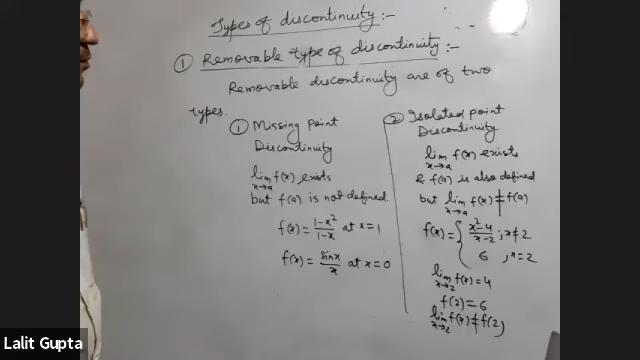 Types of discontinuity :-
① Removable type of discontinuity :-
Removable discontinuity are of two
types.
① Missing Point
Discontinuity
lim x→a f(x) exists
but f(a) is not defined.
f(x) = (1-x²)/(1-x) at x=1
f(x) = sinx/x at x=0
② Isolated point
Discontinuity
lim x→a f(x) exists
& f(a) is also defined
but lim x→a f(x) ≠ f(a)
f(x) = { (x²-4)/(x-2) ; x≠2
6 , x=2
lim x→2 f(x) = 4
f(2) = 6
lim x→2 f(x) ≠ f(2)
Lalit Gupta